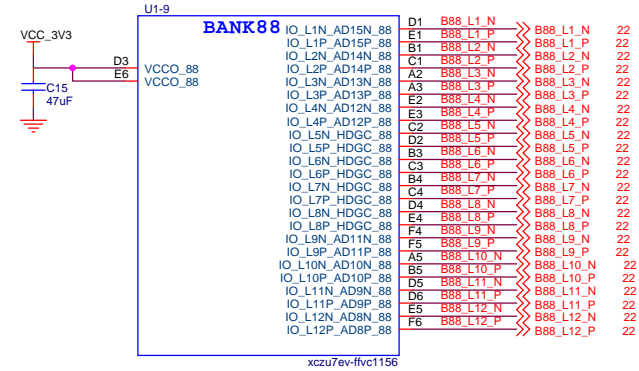 U1-9
BANK88
VCC_3V3
D3 VCCO_88
E6 VCCO_88
C15
47uF
IO_L1N_AD15N_88 D1 B88_L1_N B88_L1_N 22
IO_L1P_AD15P_88 E1 B88_L1_P B88_L1_P 22
IO_L2N_AD14N_88 B1 B88_L2_N B88_L2_N 22
IO_L2P_AD14P_88 C1 B88_L2_P B88_L2_P 22
IO_L3N_AD13N_88 A2 B88_L3_N B88_L3_N 22
IO_L3P_AD13P_88 A3 B88_L3_P B88_L3_P 22
IO_L4N_AD12N_88 E2 B88_L4_N B88_L4_N 22
IO_L4P_AD12P_88 E3 B88_L4_P B88_L4_P 22
IO_L5N_HDGC_88 C2 B88_L5_N B88_L5_N 22
IO_L5P_HDGC_88 D2 B88_L5_P B88_L5_P 22
IO_L6N_HDGC_88 B3 B88_L6_N B88_L6_N 22
IO_L6P_HDGC_88 C3 B88_L6_P B88_L6_P 22
IO_L7N_HDGC_88 B4 B88_L7_N B88_L7_N 22
IO_L7P_HDGC_88 C4 B88_L7_P B88_L7_P 22
IO_L8N_HDGC_88 D4 B88_L8_N B88_L8_N 22
IO_L8P_HDGC_88 E4 B88_L8_P B88_L8_P 22
IO_L9N_AD11N_88 F4 B88_L9_N B88_L9_N 22
IO_L9P_AD11P_88 F5 B88_L9_P B88_L9_P 22
IO_L10N_AD10N_88 A5 B88_L10_N B88_L10_N 22
IO_L10P_AD10P_88 B5 B88_L10_P B88_L10_P 22
IO_L11N_AD9N_88 D5 B88_L11_N B88_L11_N 22
IO_L11P_AD9P_88 D6 B88_L11_P B88_L11_P 22
IO_L12N_AD8N_88 E5 B88_L12_N B88_L12_N 22
IO_L12P_AD8P_88 F6 B88_L12_P B88_L12_P 22
xczu7ev-ffvc1156